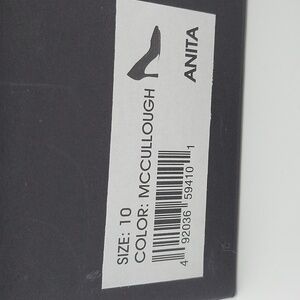 ANITA
SIZE: 10
COLOR: MCCULLOUGH
4 92036 59410 1